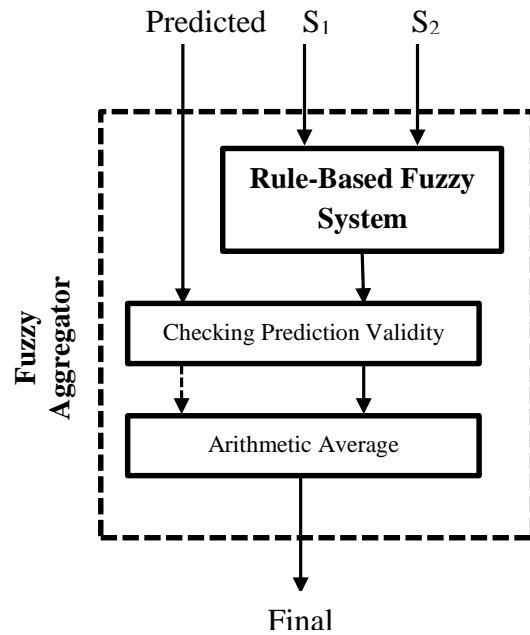 Predicted S₁ S₂
Rule-Based Fuzzy
System
Fuzzy
Aggregator
Checking Prediction Validity
Arithmetic Average
Final